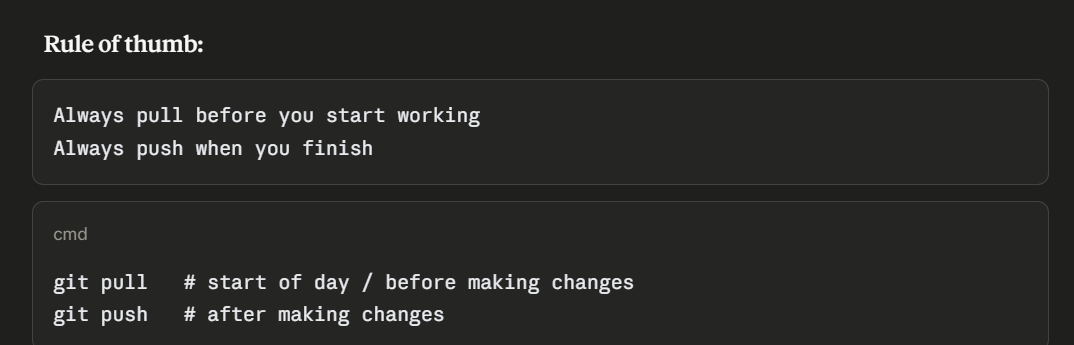 Rule of thumb:
Always pull before you start working
Always push when you finish
cmd
git pull   # start of day / before making changes
git push   # after making changes